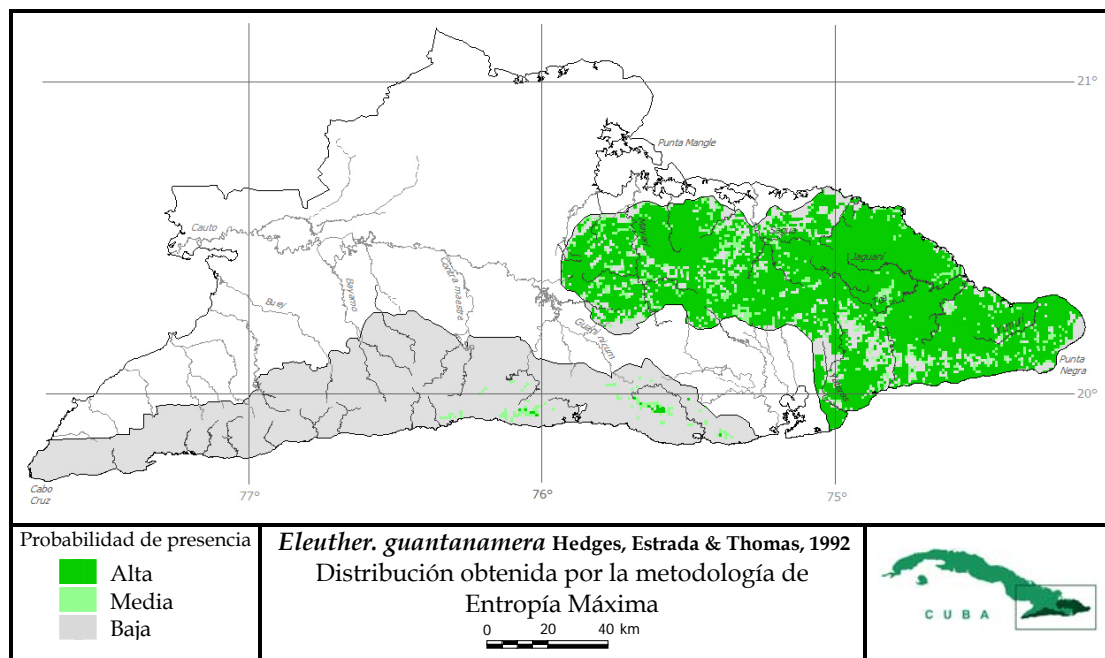 21°
Punta Mangle
Cauto
Sagua
Jaguaní
Buey
Bayamo
Contra maestre
Punta
Negra
20°
Cabo
Cruz
77°
76°
75°
Probabilidad de presencia
Alta
Media
Baja
Eleuther. guantanamera Hedges, Estrada & Thomas, 1992
Distribución obtenida por la metodología de
Entropía Máxima
0 20 40 km
CUBA